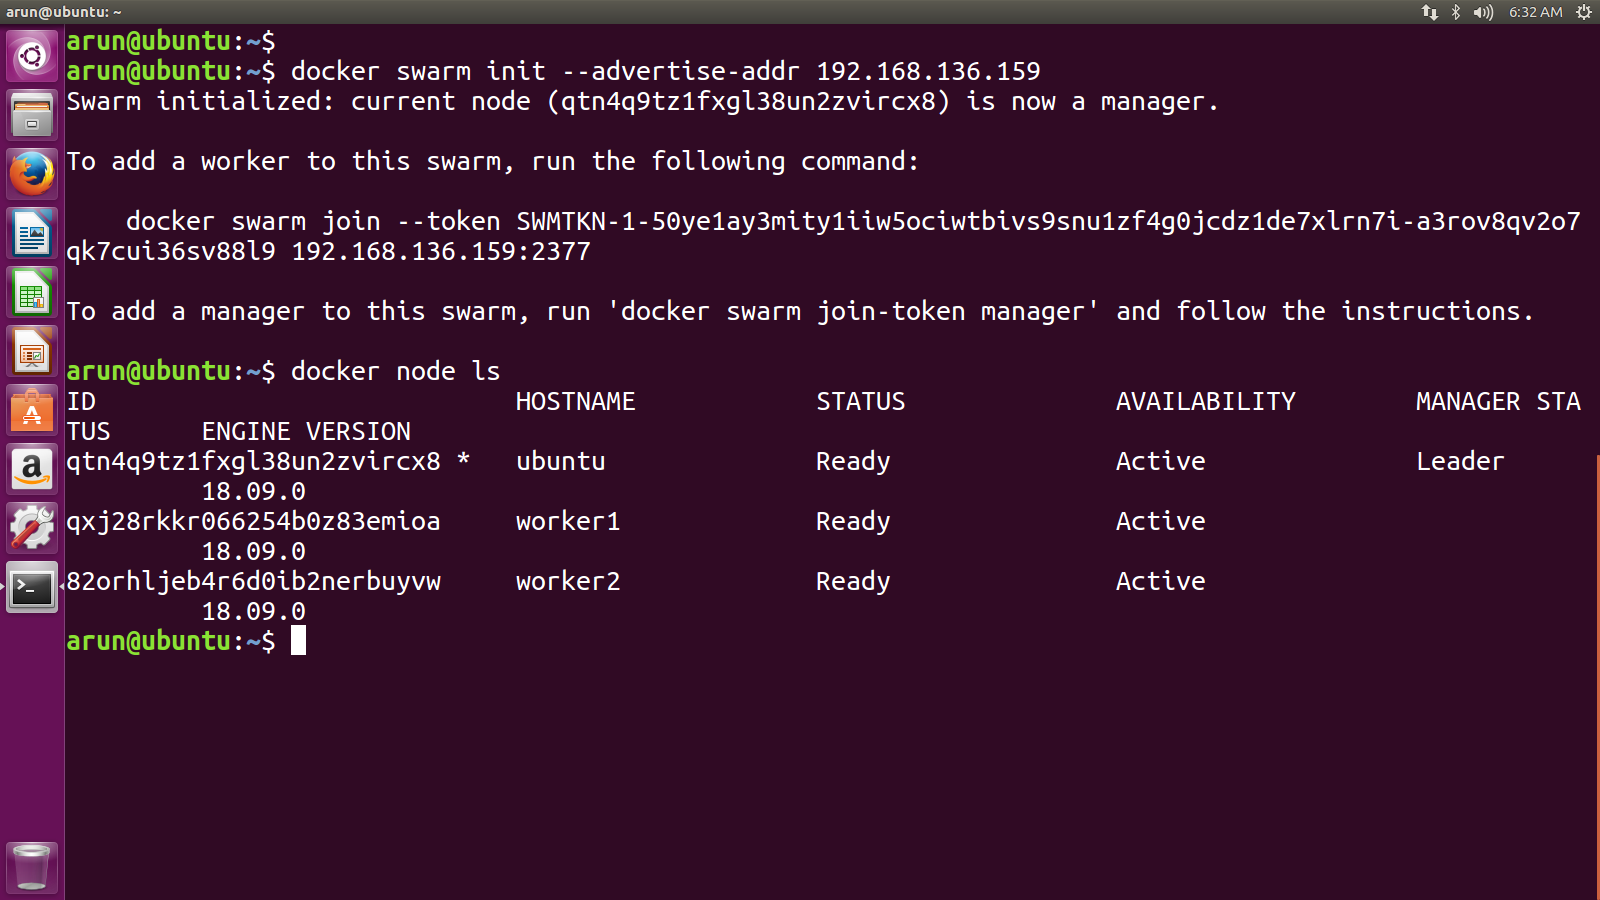 arun@ubuntu: ~
6:32 AM
arun@ubuntu:~$
arun@ubuntu:~$ docker swarm init --advertise-addr 192.168.136.159
Swarm initialized: current node (qtn4q9tz1fxgl38un2zvircx8) is now a manager.
To add a worker to this swarm, run the following command:
docker swarm join --token SWMTKN-1-50ye1ay3mity1iiw5ociwtbivs9snu1zf4g0jcdz1de7xlrn7i-a3rov8qv2o7
qk7cui36sv88l9 192.168.136.159:2377
To add a manager to this swarm, run 'docker swarm join-token manager' and follow the instructions.
arun@ubuntu:~$ docker node ls
ID HOSTNAME STATUS AVAILABILITY MANAGER STA
TUS ENGINE VERSION
qtn4q9tz1fxgl38un2zvircx8 * ubuntu Ready Active Leader
18.09.0
qxj28rkkr066254b0z83emioa worker1 Ready Active
18.09.0
82orhljeb4r6d0ib2nerbuyvw worker2 Ready Active
18.09.0
arun@ubuntu:~$